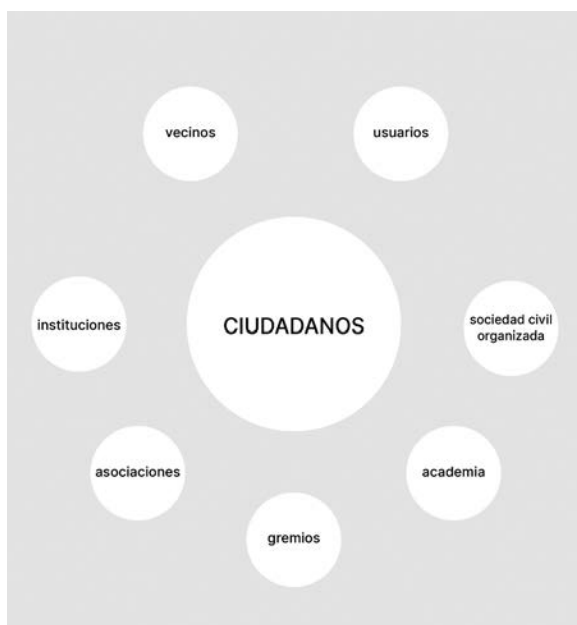 vecinos
usuarios
instituciones
CIUDADANOS
sociedad civil
organizada
asociaciones
academia
gremios